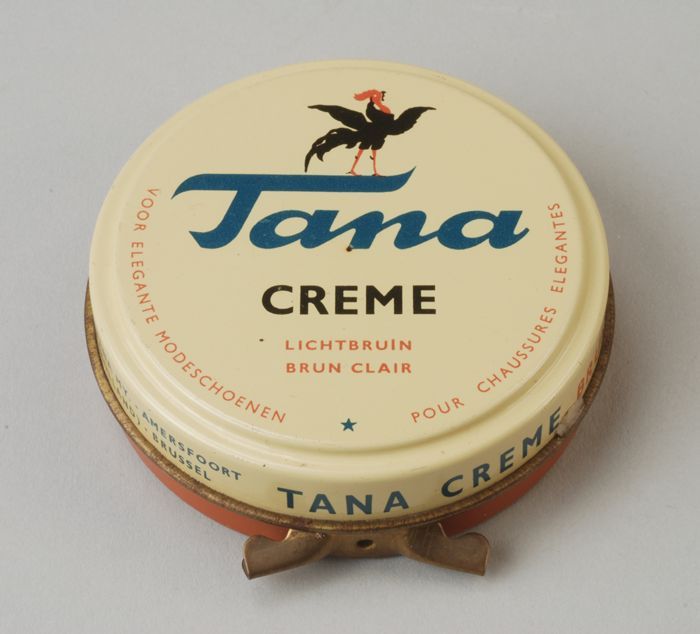 Tana
CREME
LICHTBRUIN
BRUN CLAIR
VOOR ELEGANTE MODESCHOENEN
POUR CHAUSSURES ELEGANTES
AMERSFOORT
BRUSSEL
TANA CREME